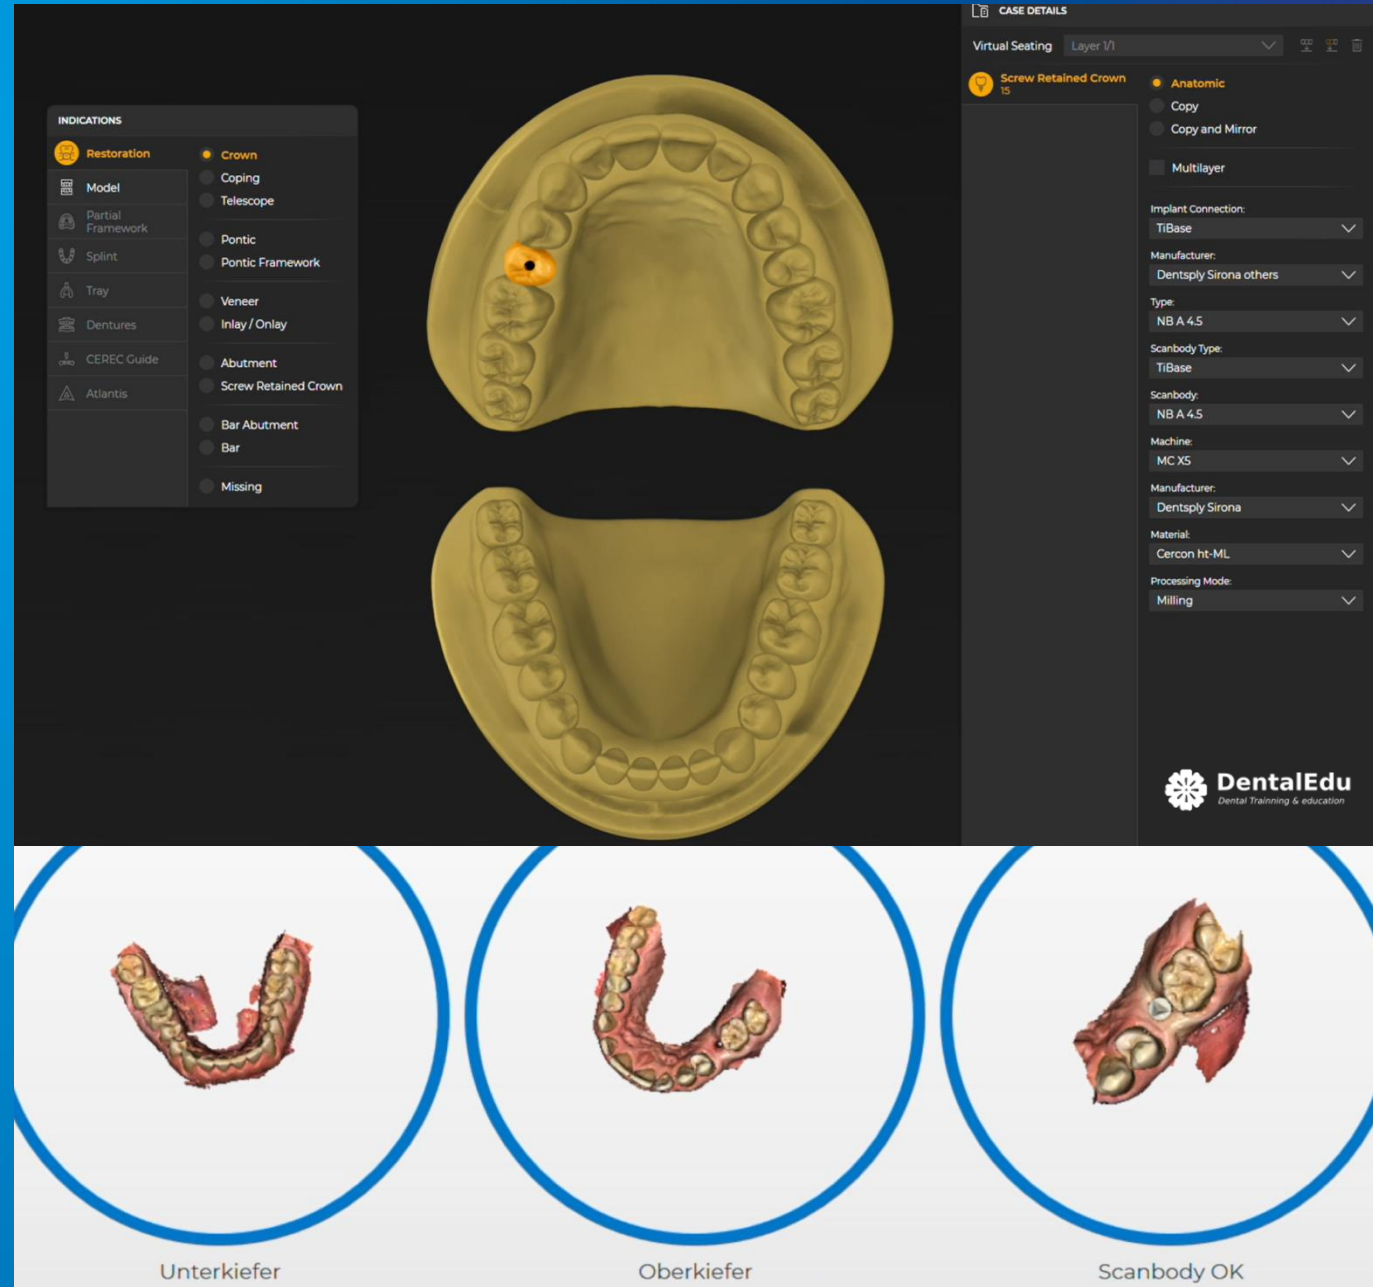 CASE DETAILS
Virtual Seating Layer 1/1
Screw Retained Crown
15
Anatomic
Copy
Copy and Mirror
Multilayer
Implant Connection:
TiBase
Manufacturer:
Dentsply Sirona others
Type:
NB A 4.5
Scanbody Type:
TiBase
Scanbody:
NB A 4.5
Machine:
MC X5
Manufacturer:
Dentsply Sirona
Material:
Cercon ht-ML
Processing Mode:
Milling
INDICATIONS
Restoration
Model
Partial
Framework
Splint
Tray
Dentures
CEREC Guide
Atlantis
Crown
Coping
Telescope
Pontic
Pontic Framework
Veneer
Inlay / Onlay
Abutment
Screw Retained Crown
Bar Abutment
Bar
Missing
DentalEdu
Dental Trainning & education
Unterkiefer
Oberkiefer
Scanbody OK